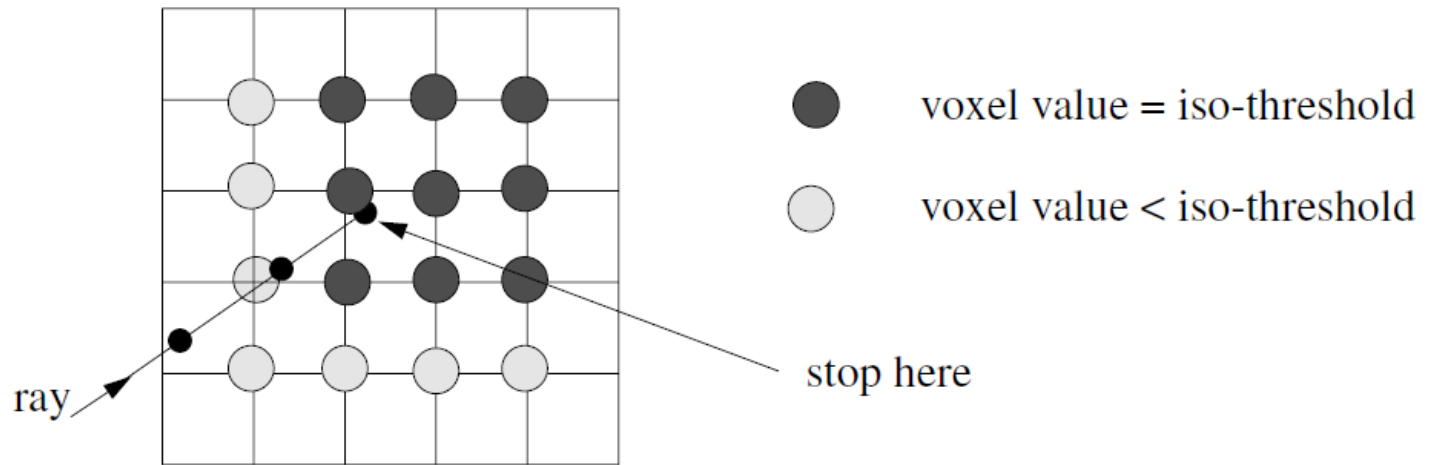 voxel value = iso-threshold
voxel value < iso-threshold
stop here
ray